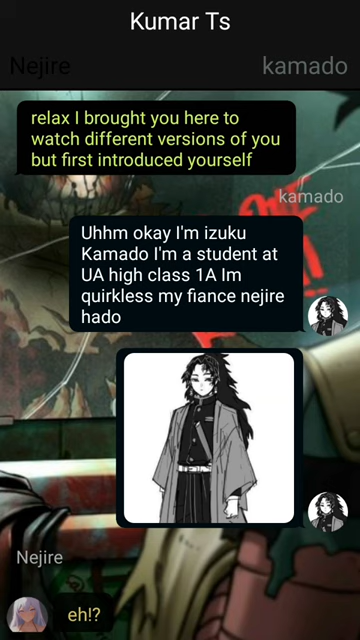 Kumar Ts
Nejire
kamado
relax I brought you here to
watch different versions of you
but first introduced yourself
kamado
Uhhm okay I'm izuku
Kamado I'm a student at
UA high class 1A Im
quirkless my fiance nejire
hado
Nejire
eh!?